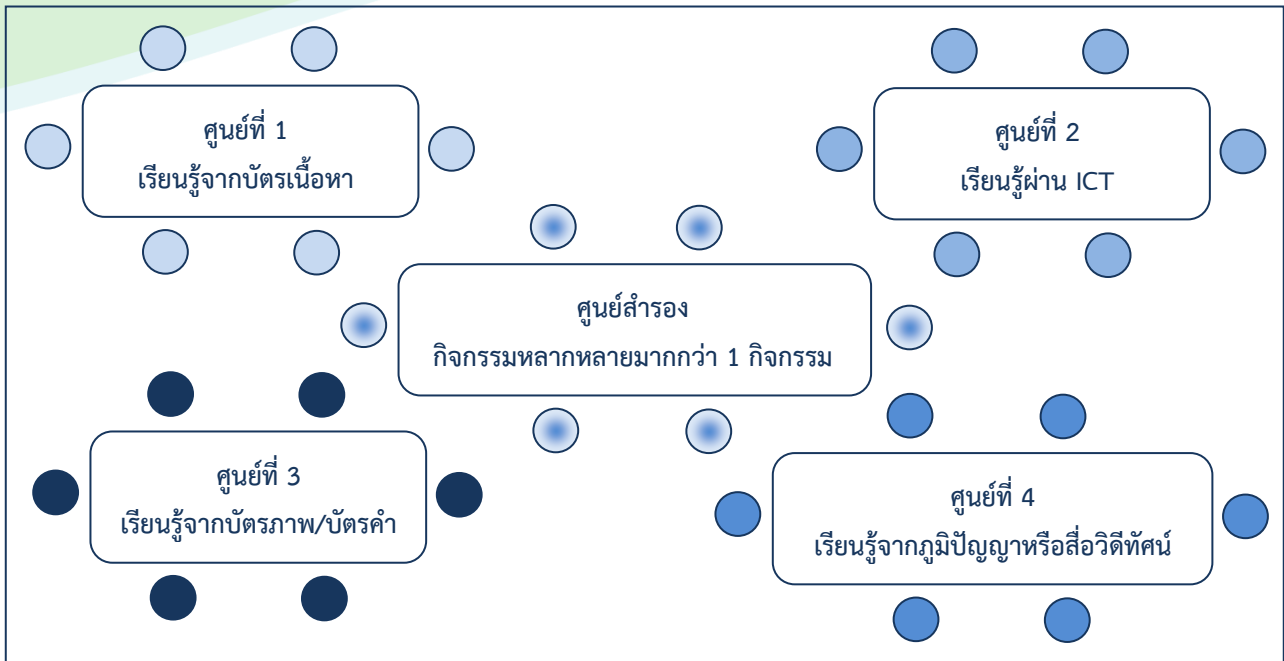 ศูนย์ที่ 1
เรียนรู้จากบัตรเนื้อหา
ศูนย์ที่ 2
เรียนรู้ผ่าน ICT
ศูนย์สำรอง
กิจกรรมหลากหลายมากกว่า 1 กิจกรรม
ศูนย์ที่ 3
เรียนรู้จากบัตรภาพ/บัตรคำ
ศูนย์ที่ 4
เรียนรู้จากภูมิปัญญาหรือสื่อวิดีทัศน์